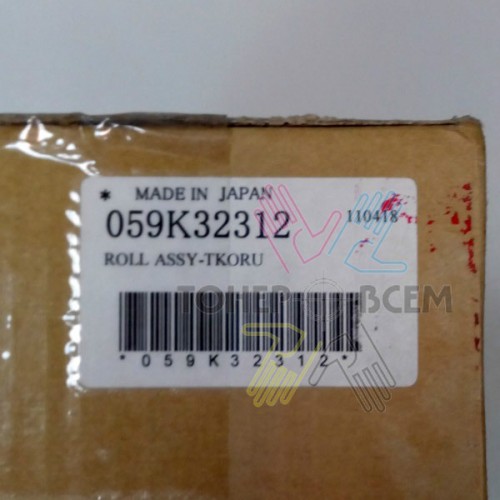 * MADE IN JAPAN
059K32312 110418
ROLL ASSY-TKORU
ТОНЕР ВСЕМ
*059K32312*